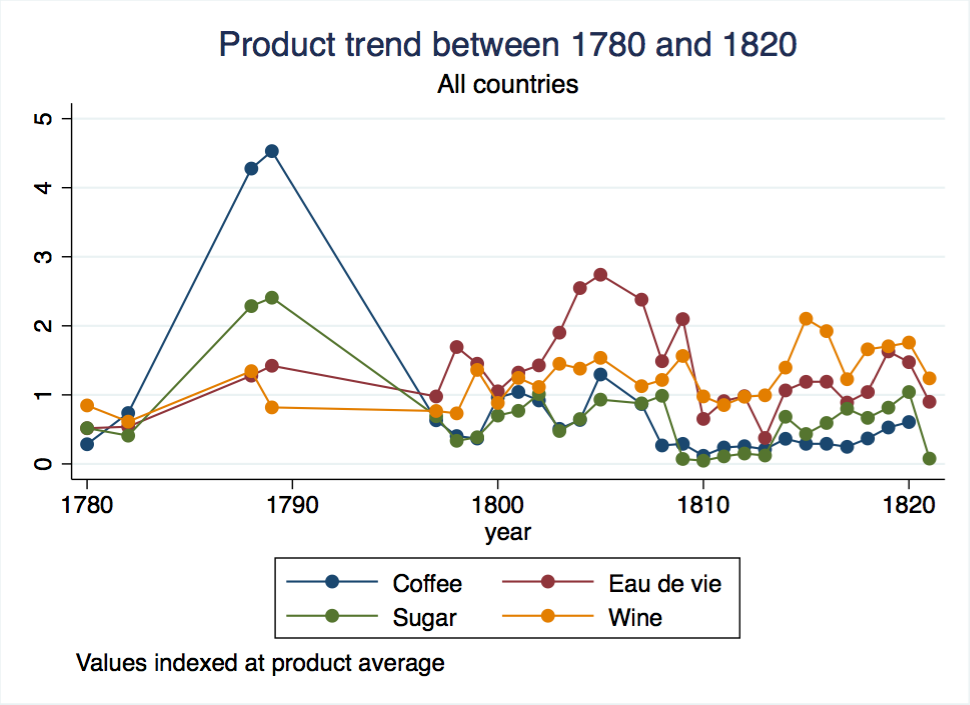 Product trend between 1780 and 1820
All countries
5
4
3
2
1
0
1780 1790 1800 1810 1820
year
Coffee Eau de vie
Sugar Wine
Values indexed at product average